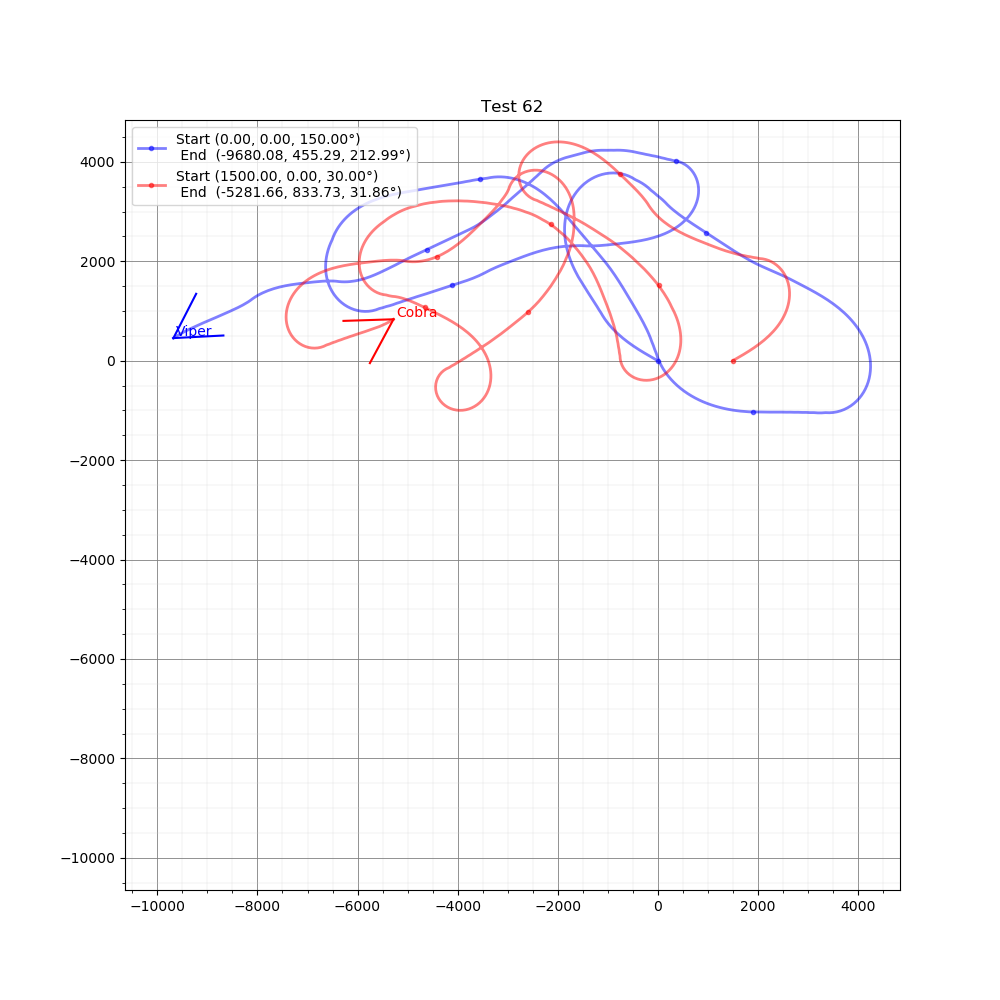 Test 62
Start (0.00, 0.00, 150.00°)
End  (-9680.08, 455.29, 212.99°)
Start (1500.00, 0.00, 30.00°)
End  (-5281.66, 833.73, 31.86°)
4000
2000
0
−2000
−4000
−6000
−8000
−10000
Viper
Cobra
−10000
−8000
−6000
−4000
−2000
0
2000
4000